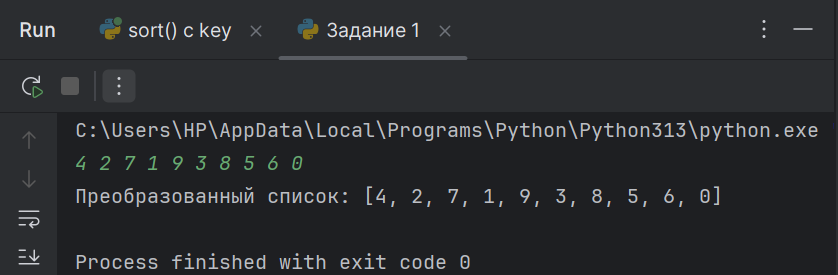 Run sort() с key × Задание 1 ×
C:\Users\HP\AppData\Local\Programs\Python\Python313\python.exe
4 2 7 1 9 3 8 5 6 0
Преобразованный список: [4, 2, 7, 1, 9, 3, 8, 5, 6, 0]
Process finished with exit code 0